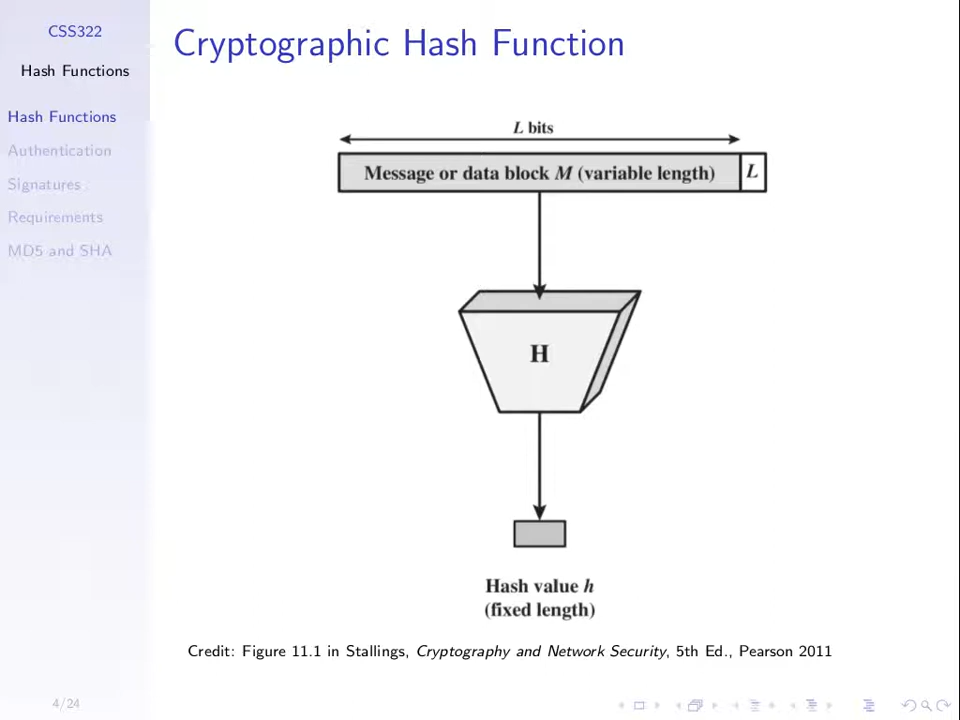 CSS322
Hash Functions
Hash Functions
Authentication
Signatures
Requirements
MD5 and SHA
Cryptographic Hash Function
L bits
Message or data block M (variable length)
L
H
Hash value h
(fixed length)
Credit: Figure 11.1 in Stallings, Cryptography and Network Security, 5th Ed., Pearson 2011
4/24